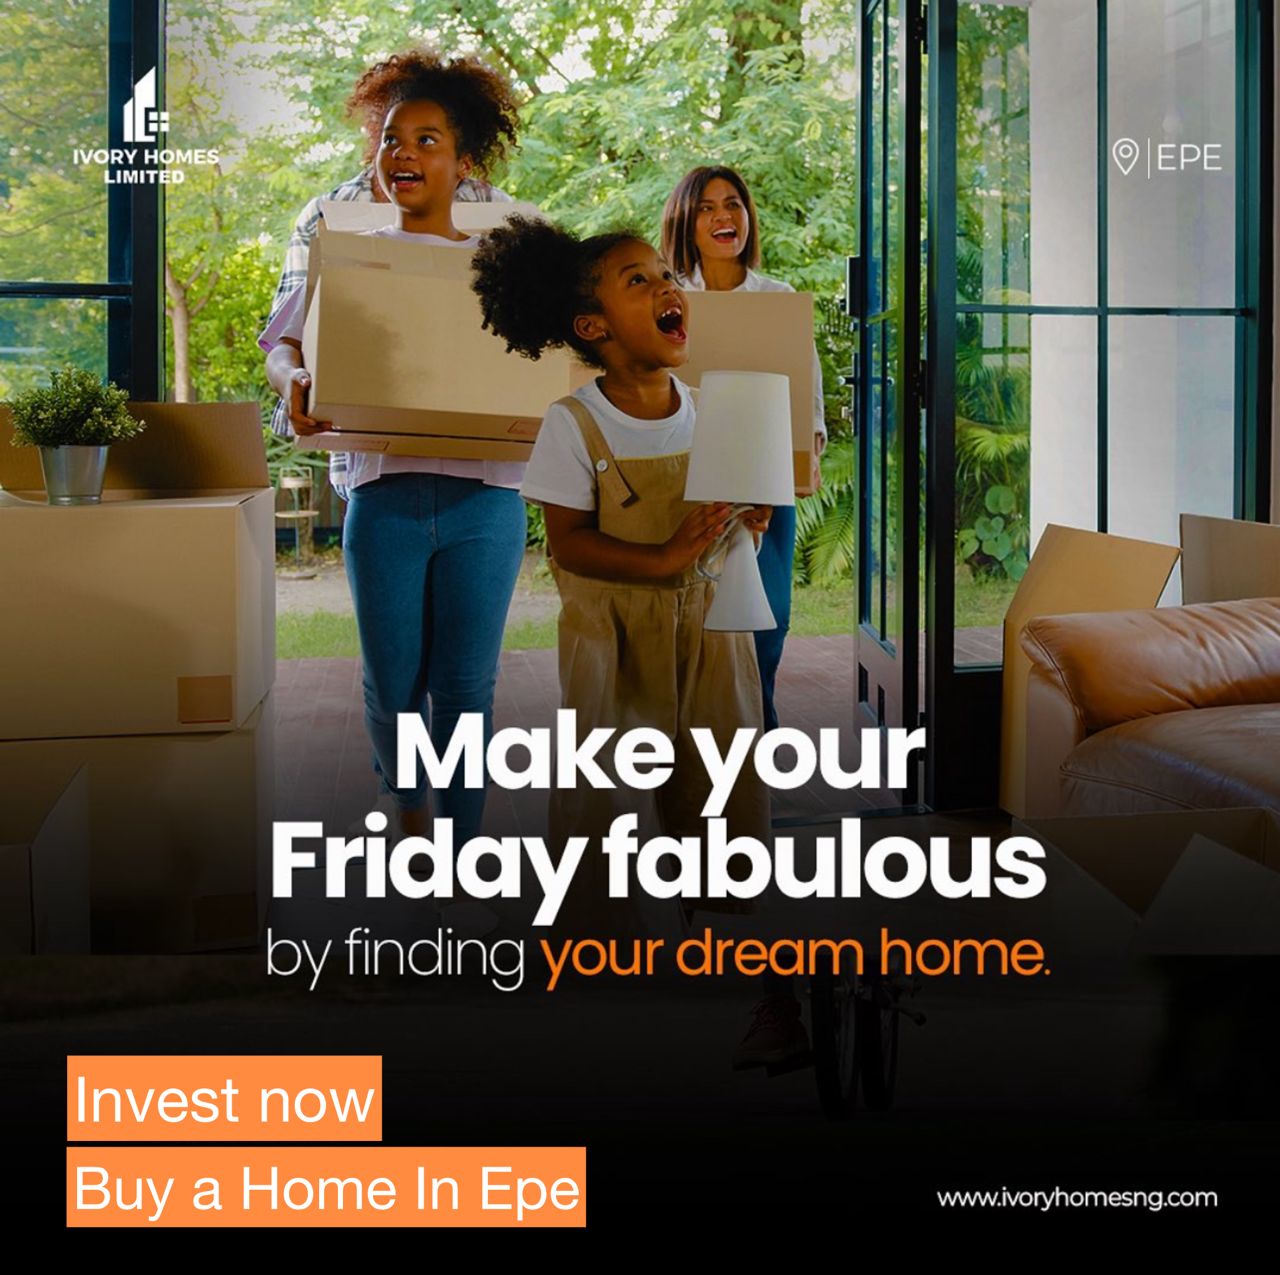 IVORY HOMES
LIMITED
EPE
Make your
Friday fabulous
by finding your dream home.
Invest now
Buy a Home In Epe
www.ivoryhomesng.com